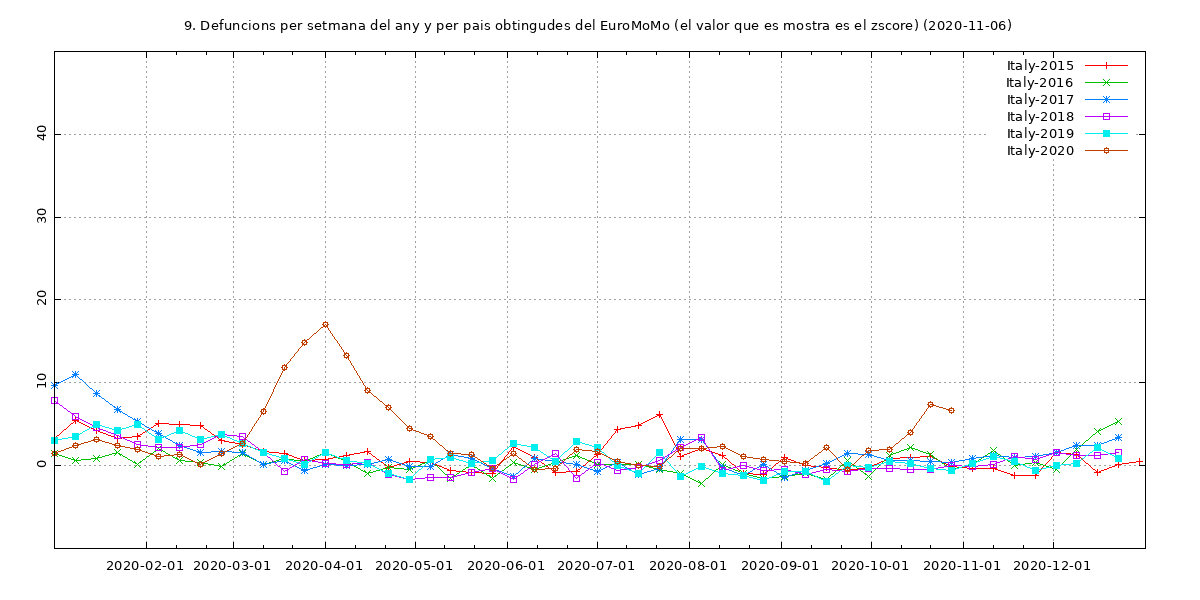 9. Defuncions per setmana del any y per pais obtingudes del EuroMoMo (el valor que es mostra es el zscore) (2020-11-06)
Italy-2015
Italy-2016
Italy-2017
Italy-2018
Italy-2019
Italy-2020
40
30
20
10
0
2020-02-01 2020-03-01 2020-04-01 2020-05-01 2020-06-01 2020-07-01 2020-08-01 2020-09-01 2020-10-01 2020-11-01 2020-12-01